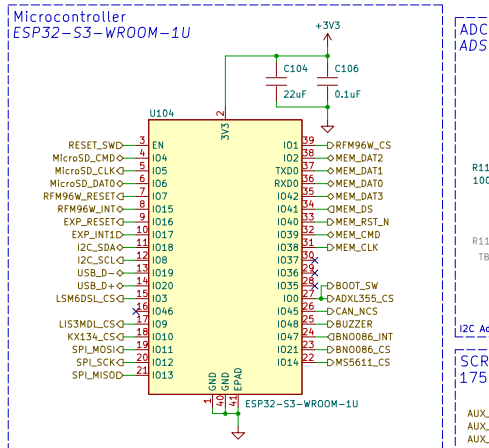 Microcontroller
ESP32-S3-WROOM-1U
+3V3
ADC
ADS
C104
22uF
C106
0.1uF
U104
2
3V3
RESET_SW 3 EN IO1 39 RFM96W_CS
MicroSD_CMD 4 IO4 IO2 38 MEM_DAT2
MicroSD_CLK 5 IO5 TXD0 37 MEM_DAT1
MicroSD_DAT0 6 IO6 RXD0 36 MEM_DAT0
RFM96W_RESET 7 IO7 IO42 35 MEM_DAT3
RFM96W_INT 8 IO15 IO41 34 MEM_DS
EXP_RESET 9 IO16 IO40 33 MEM_RST_N
EXP_INT1 10 IO17 IO39 32 MEM_CMD
I2C_SDA 11 IO18 IO38 31 MEM_CLK
I2C_SCL 12 IO8 IO37 30
USB_D- 13 IO19 IO36 29
USB_D+ 14 IO20 IO35 28 BOOT_SW
LSM6DSL_CS 15 IO3 IO0 27 ADXL355_CS
16 IO46 IO45 26 CAN_NCS
LIS3MDL_CS 17 IO9 IO48 25 BUZZER
KX134_CS 18 IO10 IO47 24 BNO086_INT
SPI_MOSI 19 IO11 IO21 23 BNO086_CS
SPI_SCK 20 IO12 IO14 22 MS5611_CS
SPI_MISO 21 IO13
GND GND EPAD
1 40 41
ESP32-S3-WROOM-1U
R11
100
R11
TB
I2C Ad
SCR
175
AUX_
AUX_
AUX_